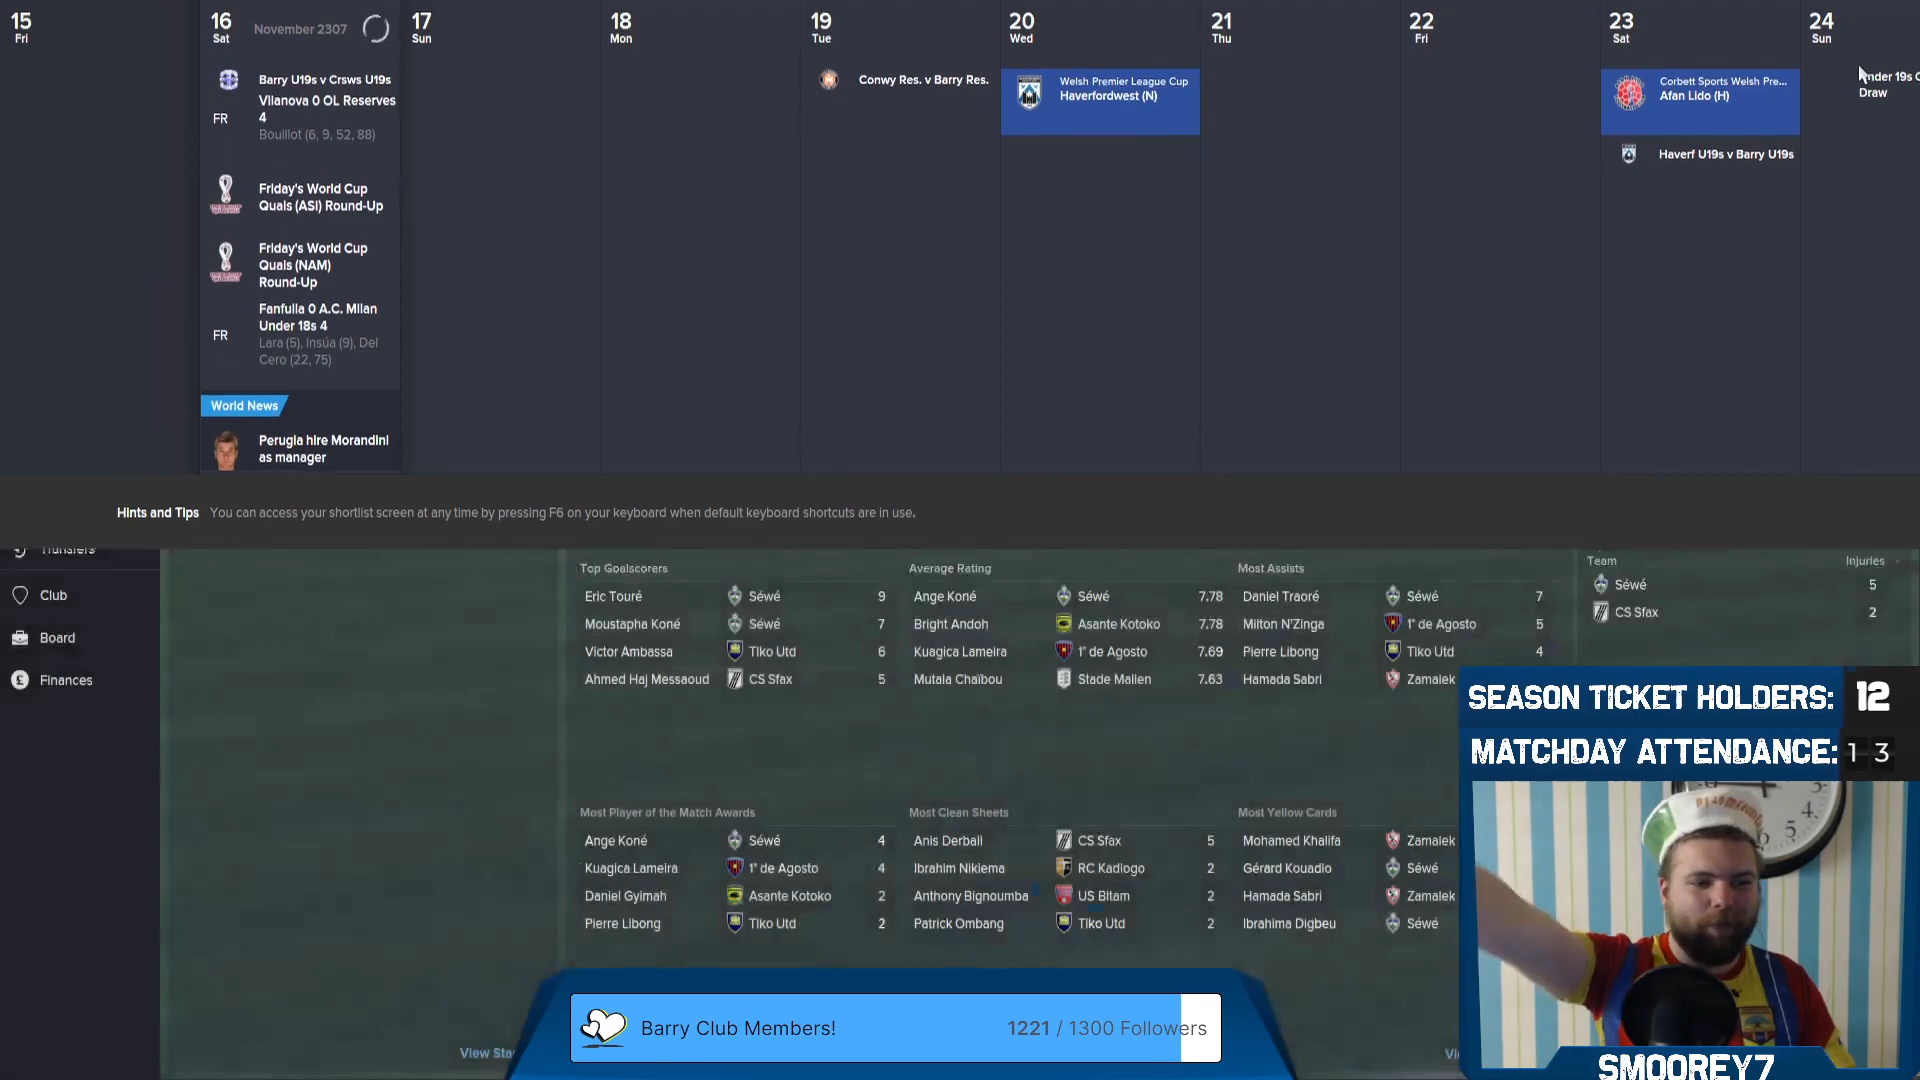 15
Fri
16
Sat
November 2307
17
Sun
18
Mon
19
Tue
20
Wed
21
Thu
22
Fri
23
Sat
24
Sun
Barry U19s v Crsws U19s
FR
Vilanova 0 OL Reserves
4
Bouillot (6, 9, 52, 88)
Friday's World Cup
Quals (ASI) Round-Up
Friday's World Cup
Quals (NAM)
Round-Up
FR
Fanfulla 0 A.C. Milan
Under 18s 4
Lara (5), Insúa (9), Del
Cero (22, 75)
World News
Perugia hire Morandini
as manager
Conwy Res. v Barry Res.
Welsh Premier League Cup
Haverfordwest (N)
Corbett Sports Welsh Pre...
Afan Lido (H)
Haverf U19s v Barry U19s
nder 19s C
Draw
Hints and Tips You can access your shortlist screen at any time by pressing F6 on your keyboard when default keyboard shortcuts are in use.
Transfers
Club
Board
Finances
Top Goalscorers
Eric Touré Séwé 9
Moustapha Koné Séwé 7
Victor Ambassa Tiko Utd 6
Ahmed Haj Messaoud CS Sfax 5
Average Rating
Ange Koné Séwé 7.78
Bright Andoh Asante Kotoko 7.78
Kuagica Lameira 1º de Agosto 7.69
Mutala Chaïbou Stade Malien 7.63
Most Assists
Daniel Traoré Séwé 7
Milton N'Zinga 1º de Agosto 5
Pierre Libong Tiko Utd 4
Hamada Sabri Zamalek
Team Injuries
Séwé 5
CS Sfax 2
Most Player of the Match Awards
Ange Koné Séwé 4
Kuagica Lameira 1º de Agosto 4
Daniel Gyimah Asante Kotoko 2
Pierre Libong Tiko Utd 2
Most Clean Sheets
Anis Derbali CS Sfax 5
Ibrahim Nikiema RC Kadiogo 2
Anthony Bignoumba US Bitam 2
Patrick Ombang Tiko Utd 2
Most Yellow Cards
Mohamed Khalifa Zamalek
Gérard Kouadio Séwé
Hamada Sabri Zamalek
Ibrahima Digbeu Séwé
View Sta
Vi
SEASON TICKET HOLDERS: 12
MATCHDAY ATTENDANCE: 13
3
4
5
6
Barry Club Members! 1221 / 1300 Followers
SMOOREY7